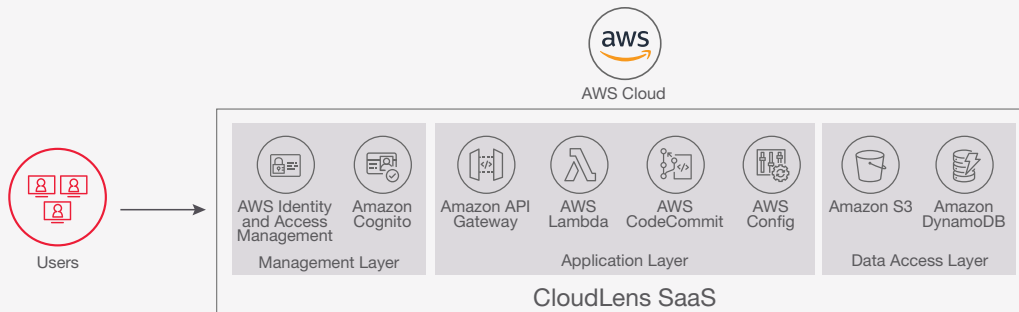 aws
AWS Cloud
Users
AWS Identity
and Access
Management
Amazon
Cognito
Management Layer
Amazon API
Gateway
AWS
Lambda
AWS
CodeCommit
AWS
Config
Application Layer
Amazon S3
Amazon
DynamoDB
Data Access Layer
CloudLens SaaS